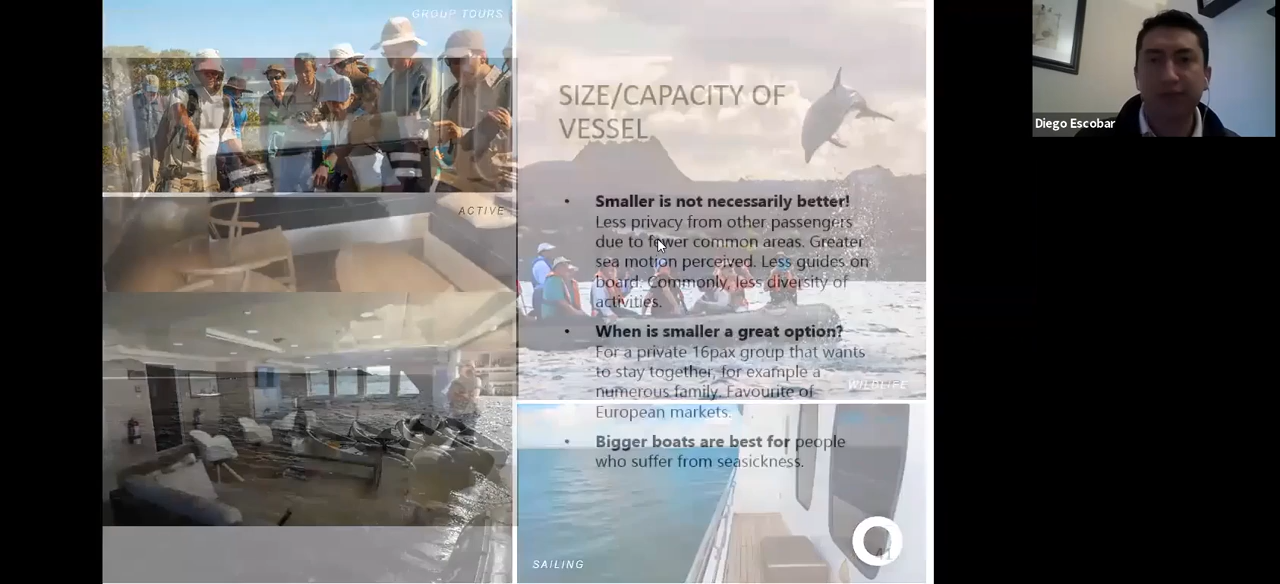 GROUP TOURS
ACTIVE
SIZE/CAPACITY OF
VESSEL
• Smaller is not necessarily better!
Less privacy from other passengers
due to fewer common areas. Greater
sea motion perceived. Less guides on
board. Commonly, less diversity of
activities.
• When is smaller a great option?
For a private 16pax group that wants
to stay together, for example a
numerous family. Favourite of
European markets.
• Bigger boats are best for people
who suffer from seasickness.
WILDLIFE
SAILING
41
Diego Escobar